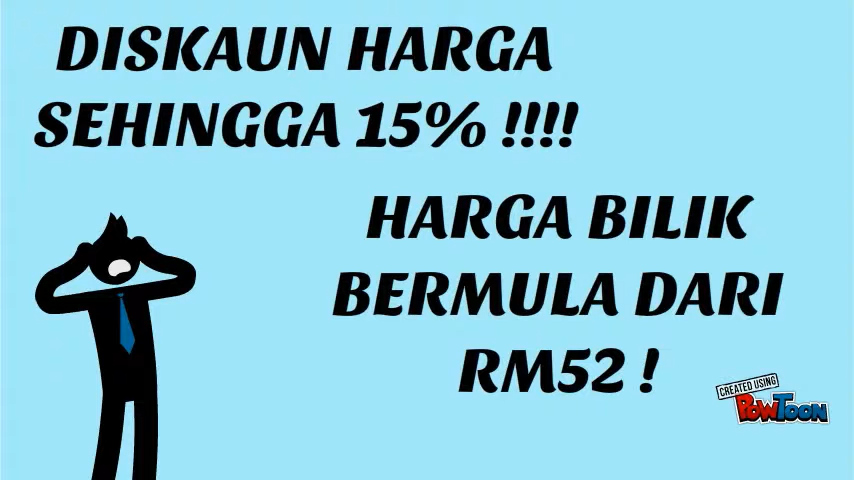 DISKAUN HARGA
SEHINGGA 15% !!!!
HARGA BILIK
BERMULA DARI
RM52 !
CREATED USING
POWTOON